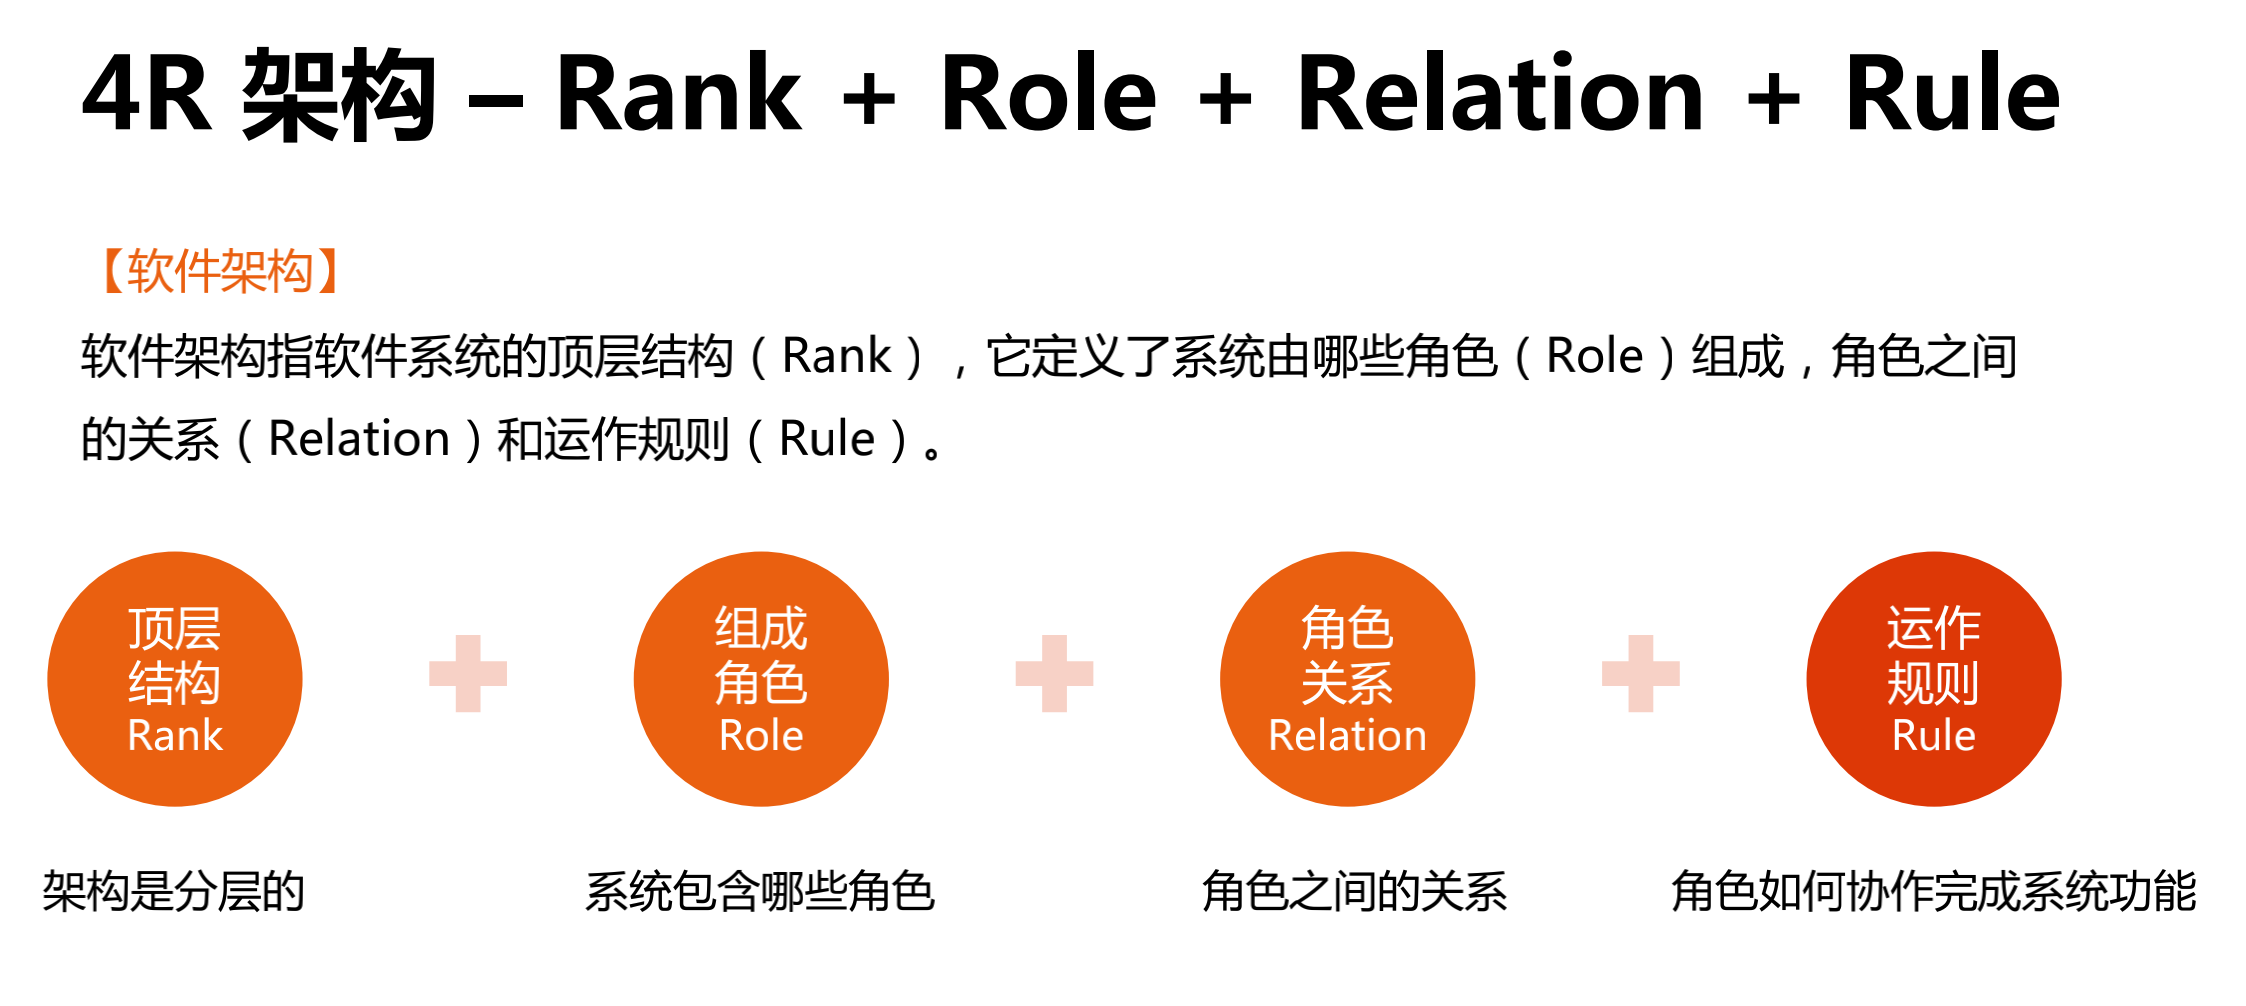 4R 架构 – Rank + Role + Relation + Rule
【软件架构】
软件架构指软件系统的顶层结构（Rank），它定义了系统由哪些角色（Role）组成，角色之间
的关系（Relation）和运作规则（Rule）。
顶层
结构
Rank
组成
角色
Role
角色
关系
Relation
运作
规则
Rule
架构是分层的
系统包含哪些角色
角色之间的关系
角色如何协作完成系统功能